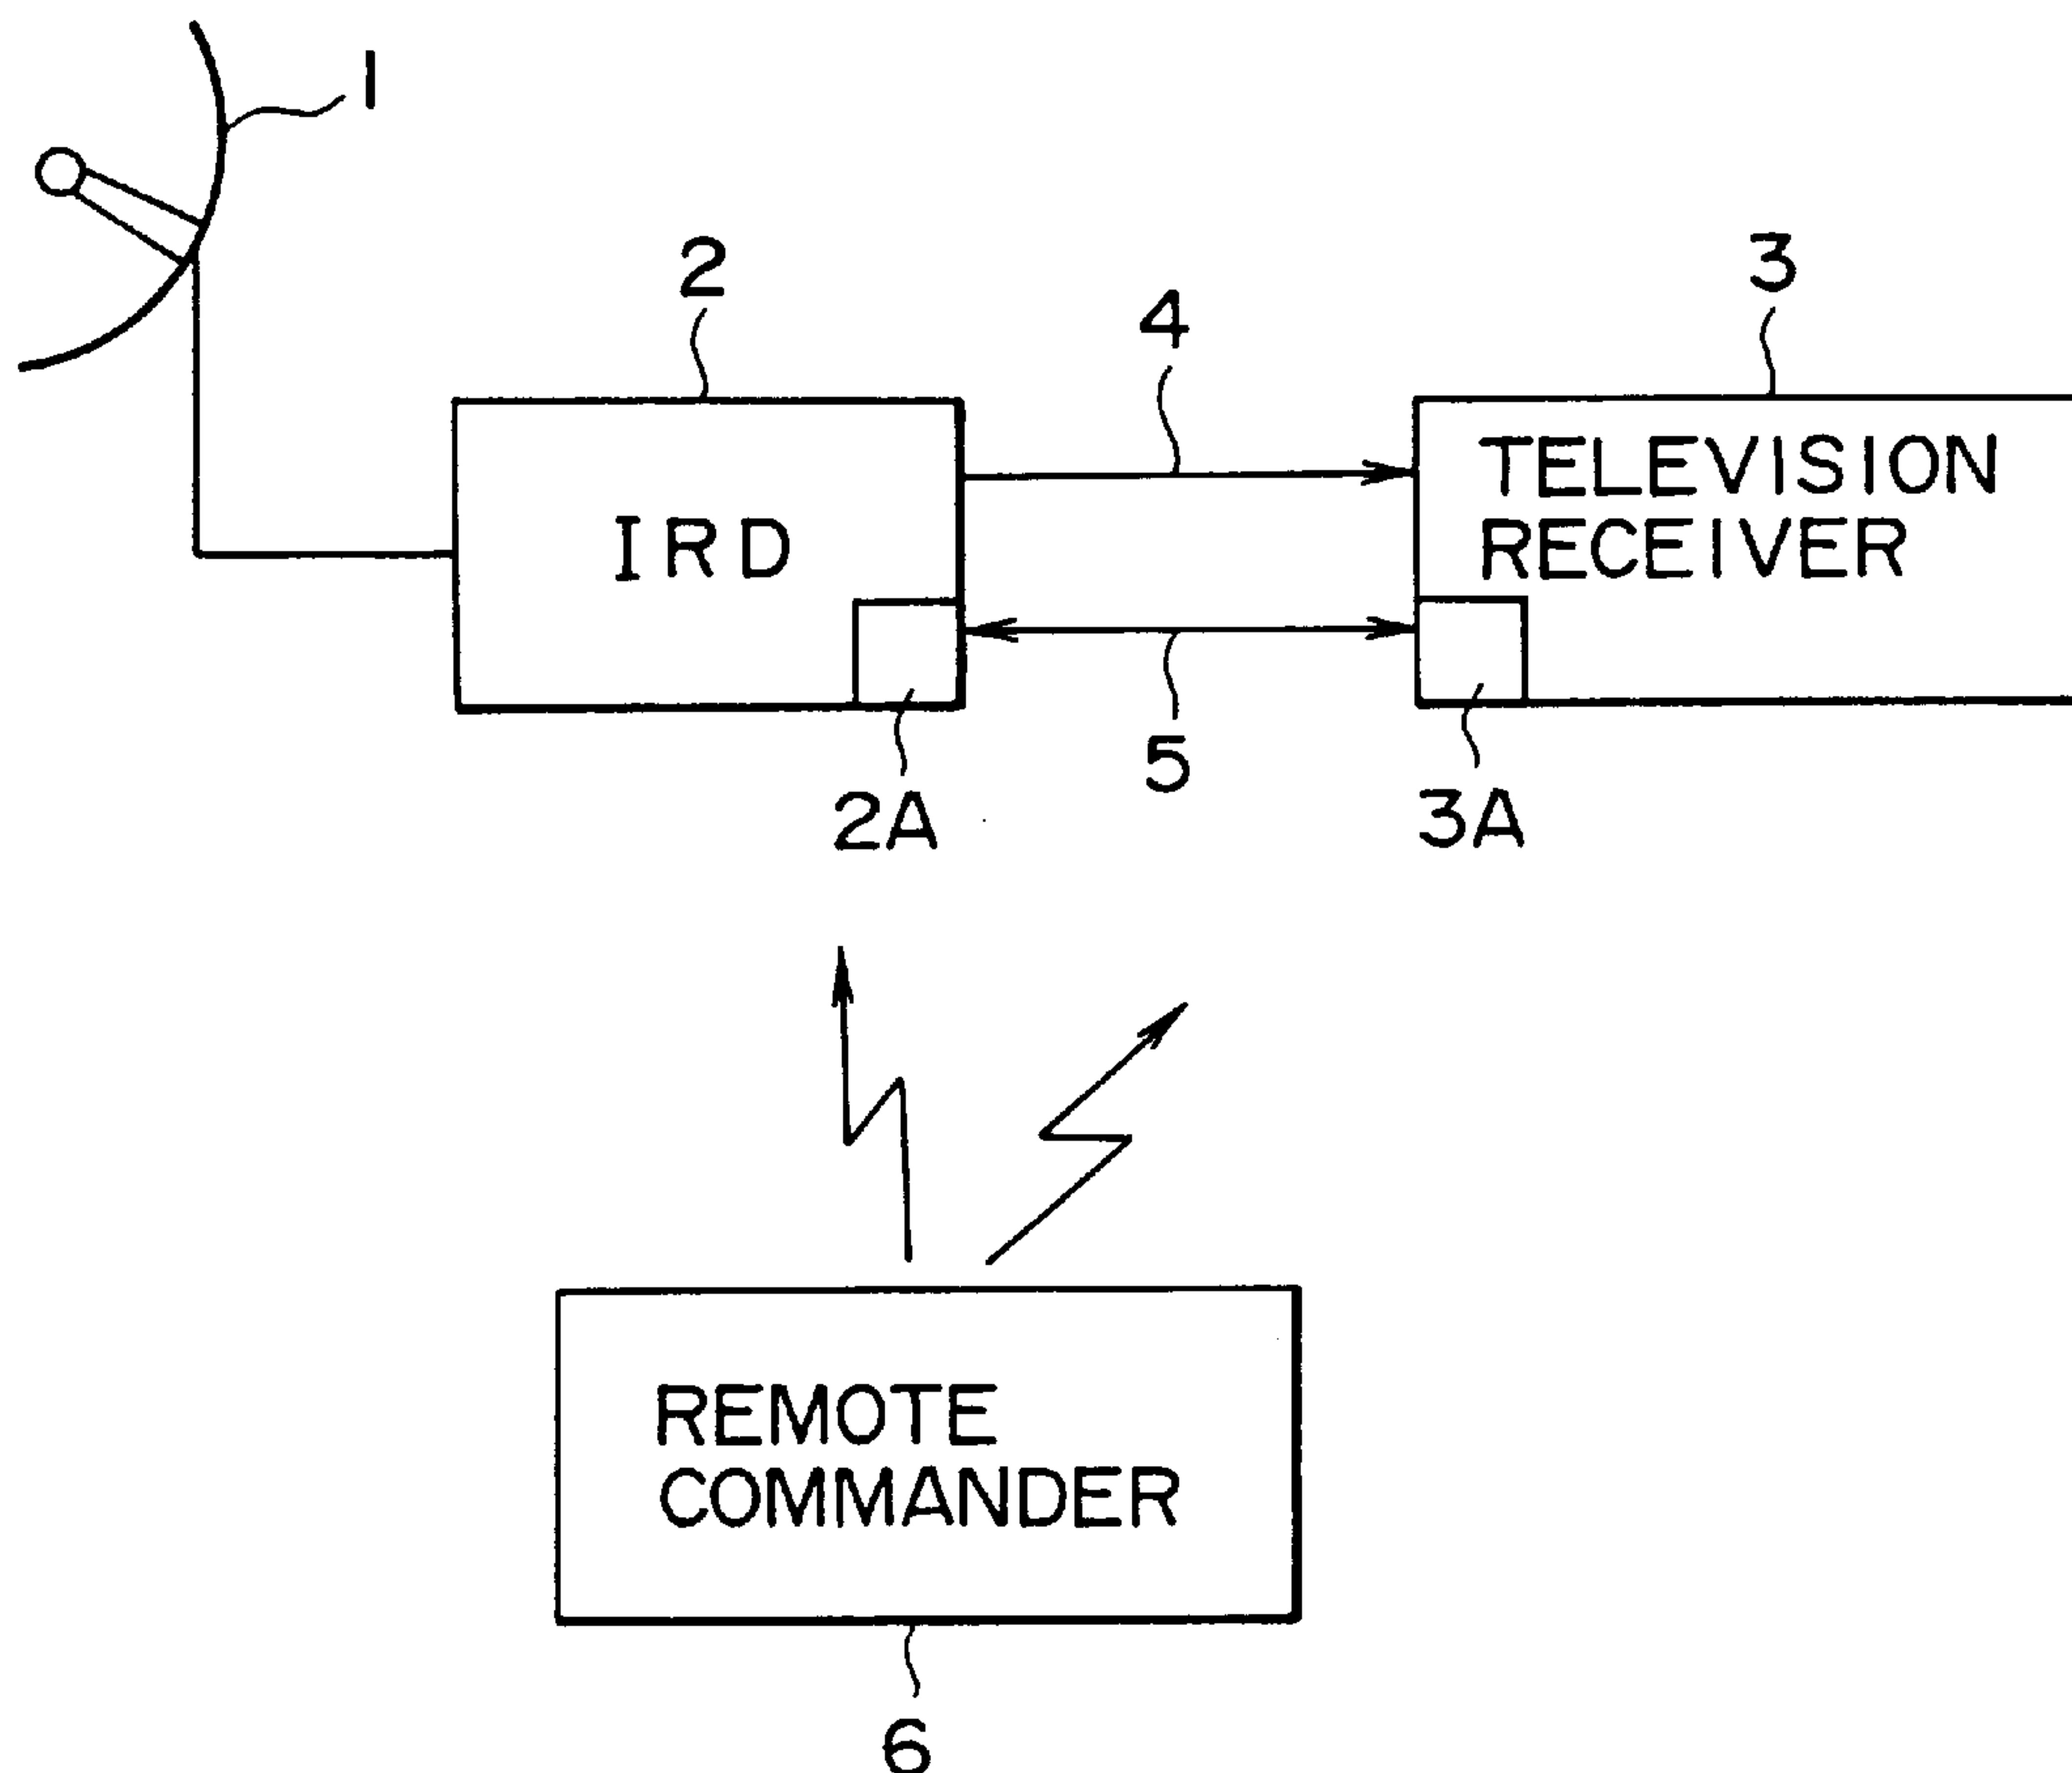 1
2
3
4
TELEVISION
RECEIVER
IRD
5
2A
3A
REMOTE
COMMANDER
6